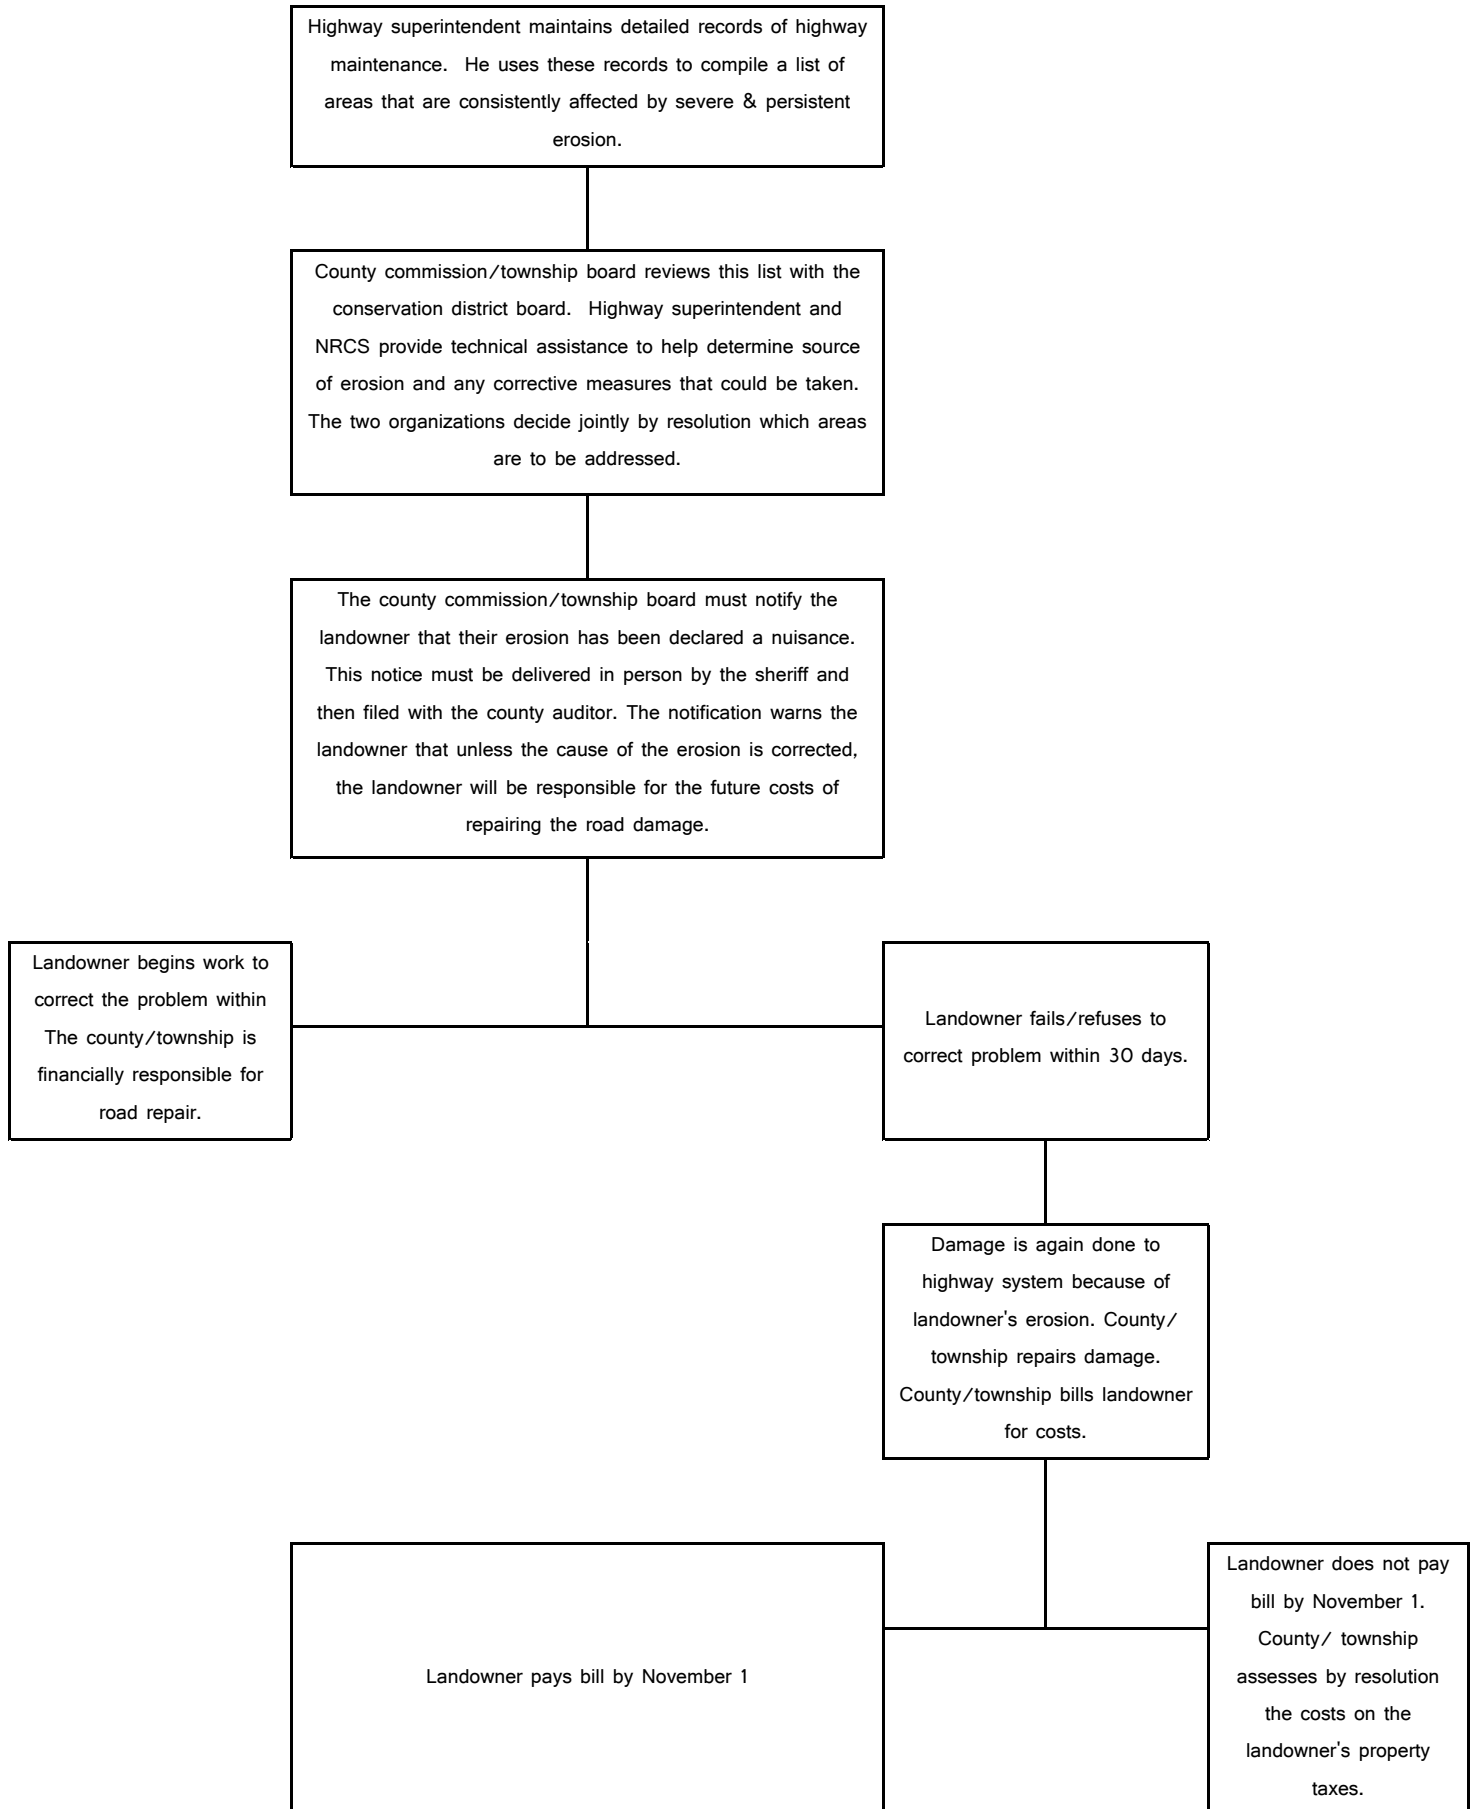 Highway superintendent maintains detailed records of highway
maintenance. He uses these records to compile a list of
areas that are consistently affected by severe & persistent
erosion.
County commission/township board reviews this list with the
conservation district board. Highway superintendent and
NRCS provide technical assistance to help determine source
of erosion and any corrective measures that could be taken.
The two organizations decide jointly by resolution which areas
are to be addressed.
The county commission/township board must notify the
landowner that their erosion has been declared a nuisance.
This notice must be delivered in person by the sheriff and
then filed with the county auditor. The notification warns the
landowner that unless the cause of the erosion is corrected,
the landowner will be responsible for the future costs of
repairing the road damage.
Landowner begins work to
correct the problem within
The county/township is
financially responsible for
road repair.
Landowner fails/refuses to
correct problem within 30 days.
Damage is again done to
highway system because of
landowner's erosion. County/
township repairs damage.
County/township bills landowner
for costs.
Landowner pays bill by November 1
Landowner does not pay
bill by November 1.
County/ township
assesses by resolution
the costs on the
landowner's property
taxes.